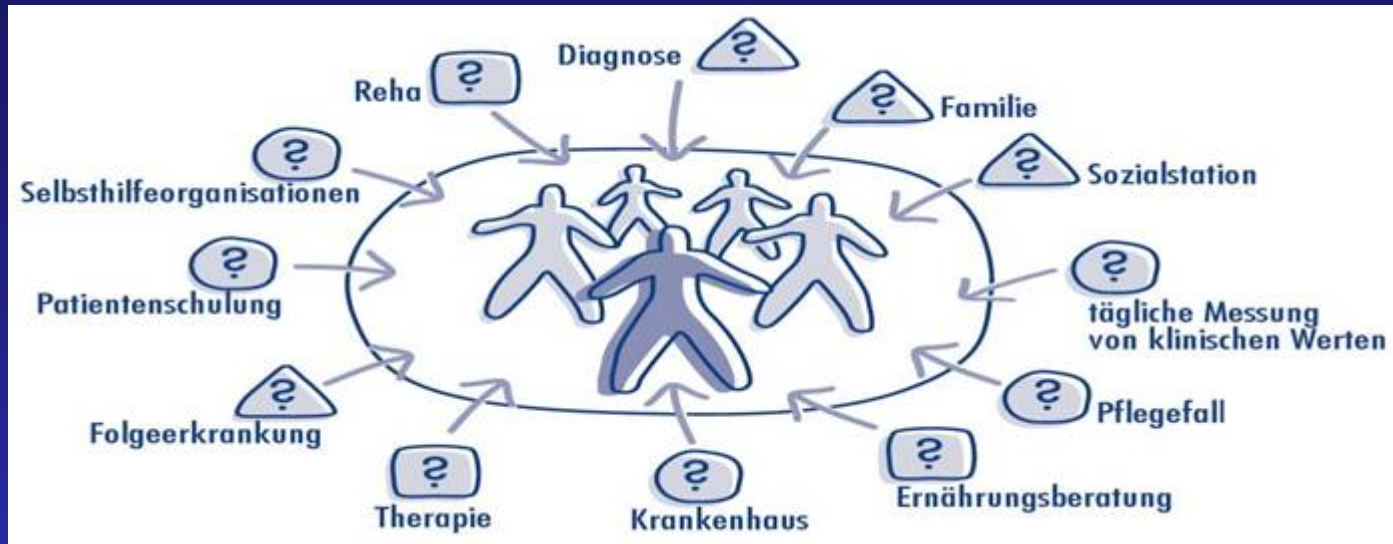 Diagnose
Reha
Familie
Selbsthilfeorganisationen
Sozialstation
Patientenschulung
tägliche Messung
von klinischen Werten
Folgeerkrankung
Pflegefall
Therapie
Krankenhaus
Ernährungsberatung